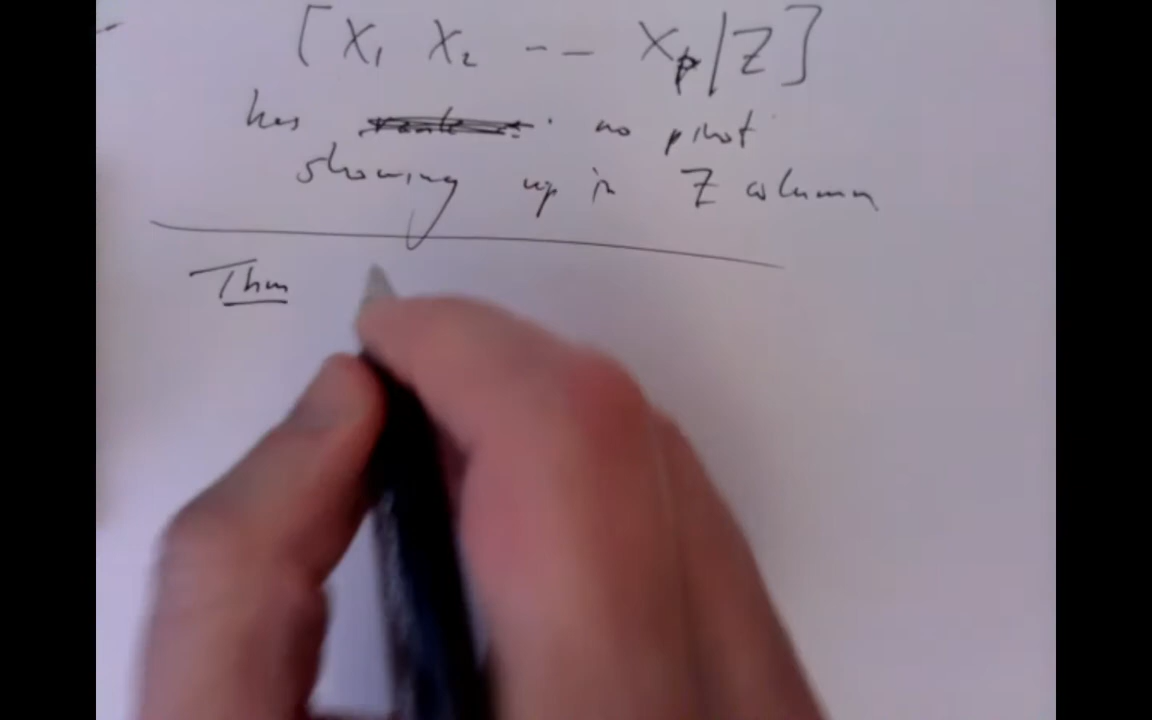 [X₁ X₂ -- Xₚ | Z]
has no pivot
showing up in Z column
Thm